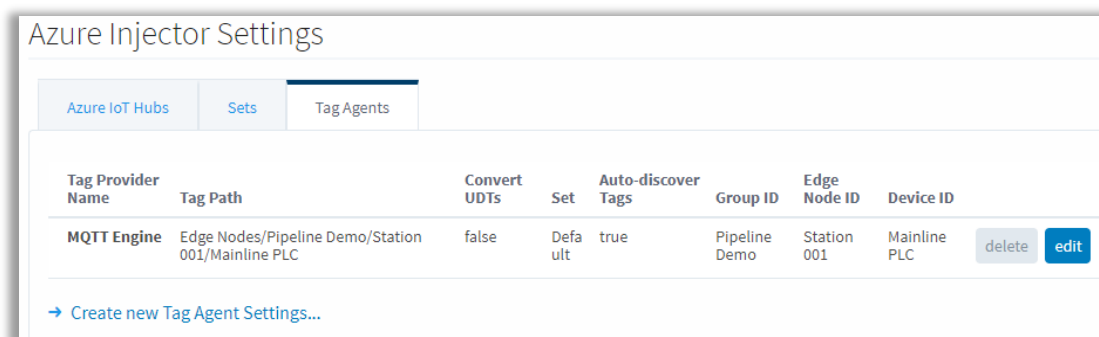 Azure Injector Settings
Azure IoT Hubs
Sets
Tag Agents
Tag Provider Name
Tag Path
Convert UDTs
Set
Auto-discover Tags
Group ID
Edge Node ID
Device ID
MQTT Engine
Edge Nodes/Pipeline Demo/Station 001/Mainline PLC
false
Default
true
Pipeline Demo
Station 001
Mainline PLC
delete
edit
→ Create new Tag Agent Settings...